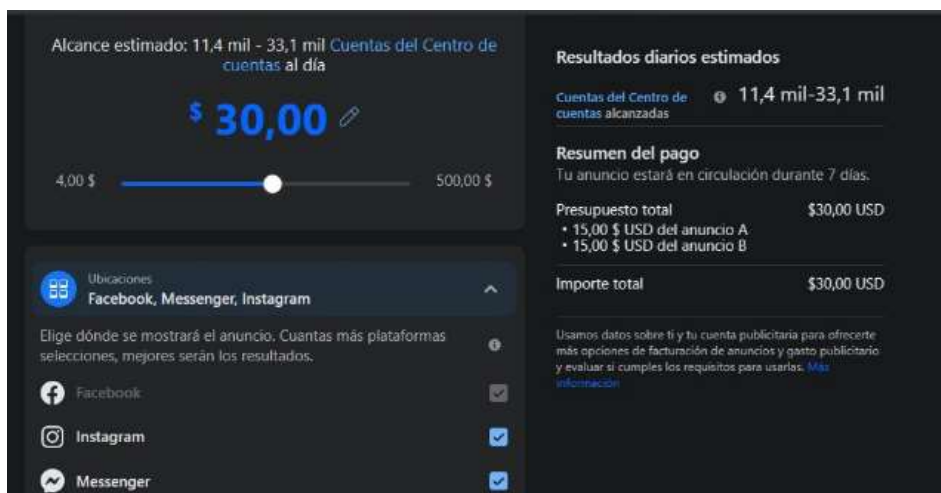 Alcance estimado: 11,4 mil - 33,1 mil Cuentas del Centro de
cuentas al día
$ 30,00
4,00 $
500,00 $
Ubicaciones
Facebook, Messenger, Instagram
Elige dónde se mostrará el anuncio. Cuantas más plataformas
selecciones, mejores serán los resultados.
Facebook
Instagram
Messenger
Resultados diarios estimados
Cuentas del Centro de
cuentas alcanzadas
11,4 mil-33,1 mil
Resumen del pago
Tu anuncio estará en circulación durante 7 días.
Presupuesto total
$30,00 USD
• 15,00 $ USD del anuncio A
• 15,00 $ USD del anuncio B
Importe total
$30,00 USD
Usamos datos sobre ti y tu cuenta publicitaria para ofrecerte
más opciones de facturación de anuncios y gasto publicitario
y evaluar si cumples los requisitos para usarlas. Más
información